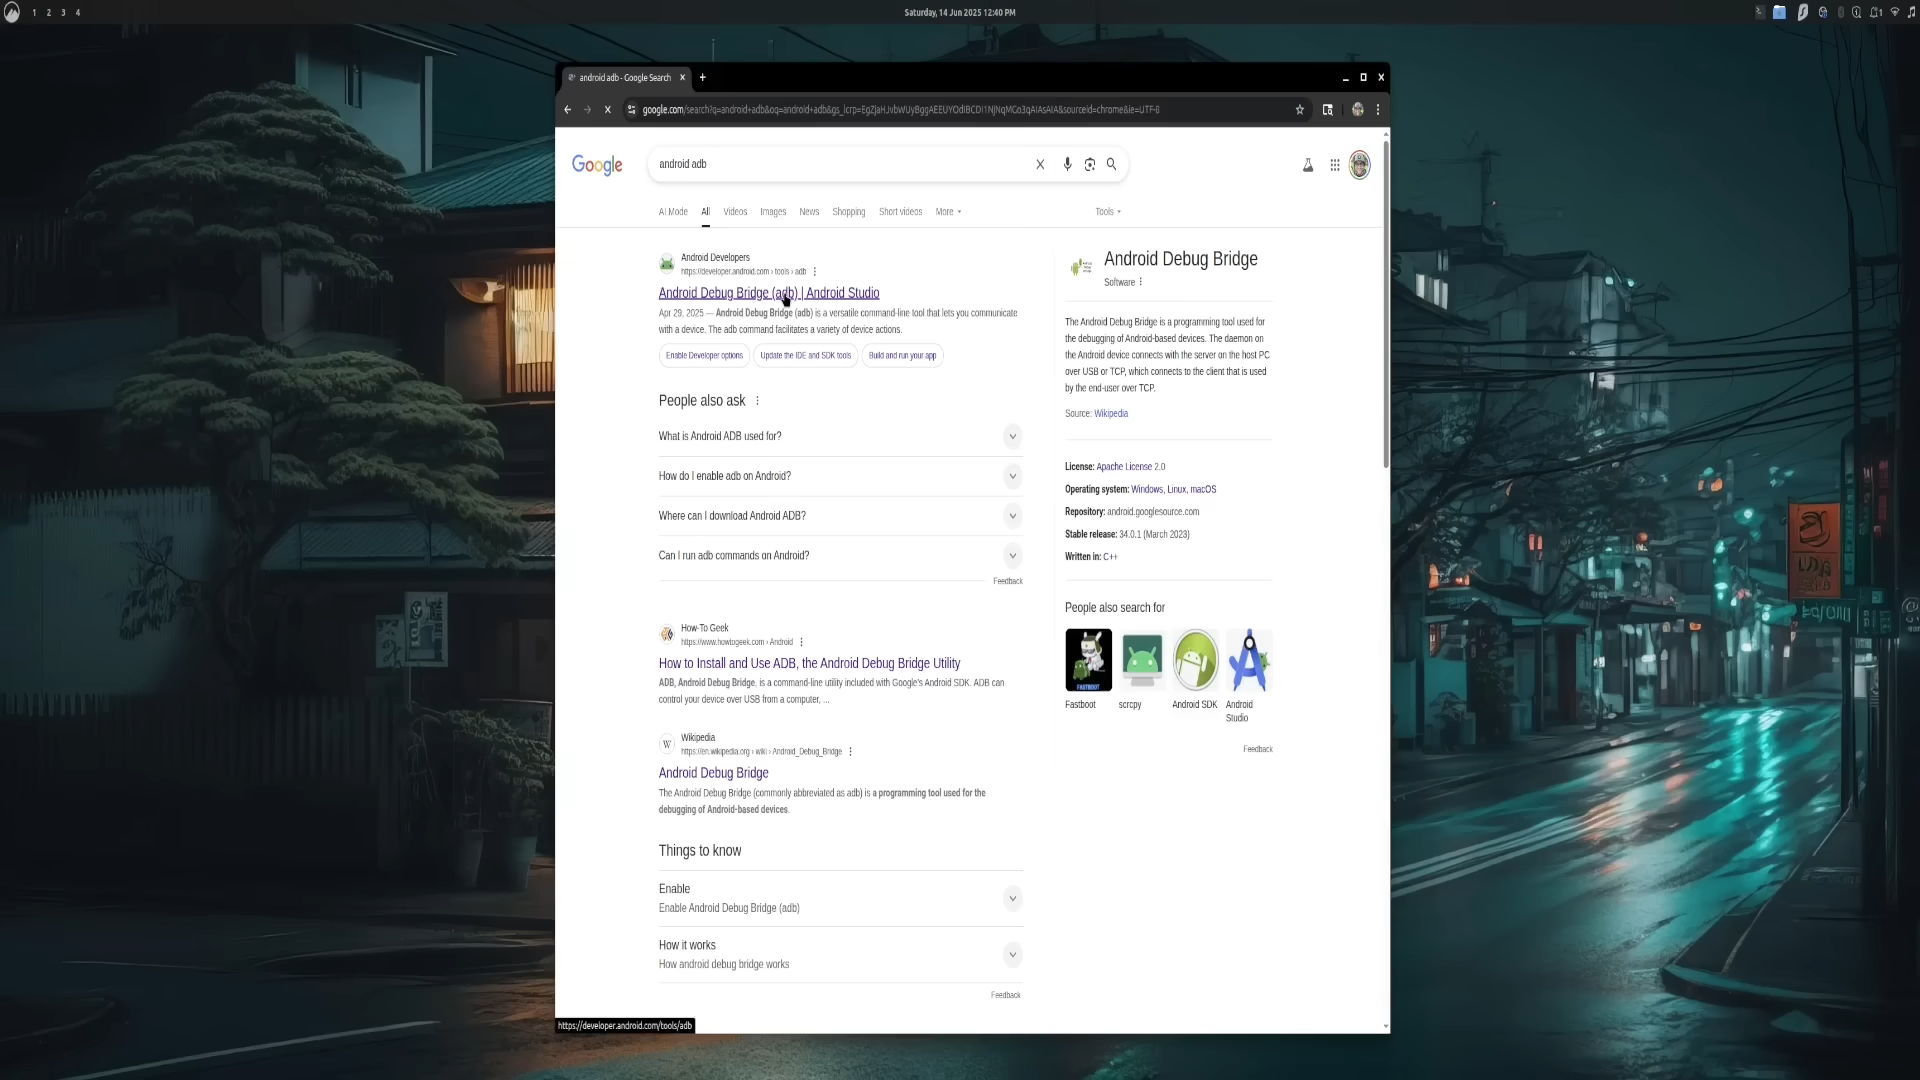 1 2 3 4
Saturday, 14 Jun 2025 12:40 PM
1
android adb - Google Search
google.com/search?q=android+adb&oq=android+adb&gs_lcrp=
&sourceid=chrome&ie=UTF-8
Google
android adb
AI Mode All Videos Images News Shopping Short videos More Tools
Android Developers
https://developer.android.com › tools › adb
Android Debug Bridge (adb) | Android Studio
Apr 29, 2025 — Android Debug Bridge (adb) is a versatile command-line tool that lets you communicate
with a device. The adb command facilitates a variety of device actions.
Enable Developer options Update the IDE and SDK tools Build and run your app
People also ask
What is Android ADB used for?
How do I enable adb on Android?
Where can I download Android ADB?
Can I run adb commands on Android?
Feedback
How-To Geek
https://www.howtogeek.com › Android
How to Install and Use ADB, the Android Debug Bridge Utility
ADB, Android Debug Bridge, is a command-line utility included with Google's Android SDK. ADB can
control your device over USB from a computer, ...
W
Wikipedia
https://en.wikipedia.org › wiki › Android_Debug_Bridge
Android Debug Bridge
The Android Debug Bridge (commonly abbreviated as adb) is a programming tool used for the
debugging of Android-based devices.
Things to know
Enable
Enable Android Debug Bridge (adb)
How it works
How android debug bridge works
Feedback
https://developer.android.com/tools/adb
Android Debug Bridge
Software
The Android Debug Bridge is a programming tool used for
the debugging of Android-based devices. The daemon on
the Android device connects with the server on the host PC
over USB or TCP, which connects to the client that is used
by the end-user over TCP.
Source: Wikipedia
License: Apache License 2.0
Operating system: Windows, Linux, macOS
Repository: android.googlesource.com
Stable release: 34.0.1 (March 2023)
Written in: C++
People also search for
FASTBOOT
Fastboot scrcpy Android SDK Android
Studio
Feedback